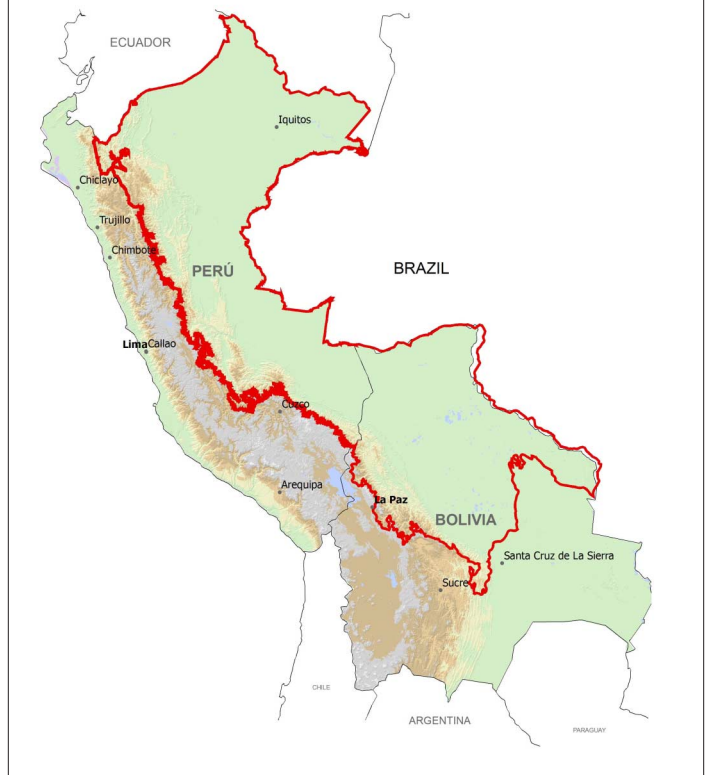 ECUADOR
Iquitos
Chiclayo
Trujillo
Chimbote
PERÚ
BRAZIL
Lima Callao
Cuzco
Arequipa
La Paz
BOLIVIA
Santa Cruz de La Sierra
Sucre
CHILE
ARGENTINA
PARAGUAY